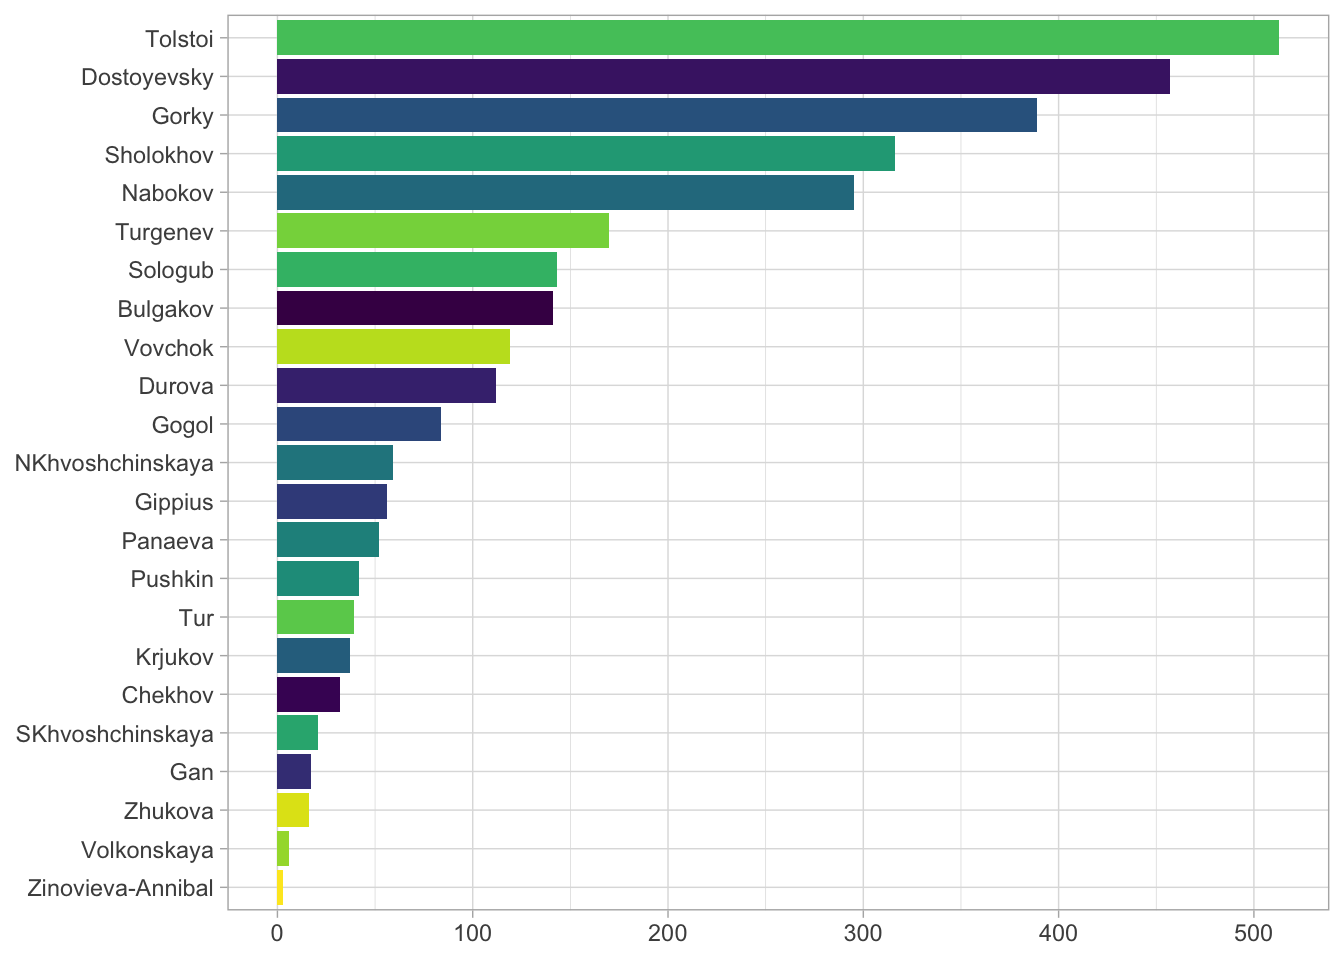 Tolstoi
Dostoyevsky
Gorky
Sholokhov
Nabokov
Turgenev
Sologub
Bulgakov
Vovchok
Durova
Gogol
NKhvoshchinskaya
Gippius
Panaeva
Pushkin
Tur
Krjukov
Chekhov
SKhvoshchinskaya
Gan
Zhukova
Volkonskaya
Zinovieva-Annibal
0 100 200 300 400 500